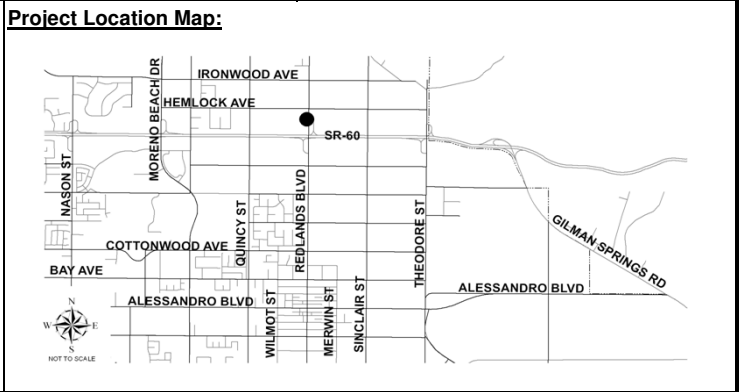 Project Location Map:
IRONWOOD AVE
HEMLOCK AVE
MORENO BEACH DR
SR-60
NASON ST
QUINCY ST
REDLANDS BLVD
THEODORE ST
GILMAN SPRINGS RD
COTTONWOOD AVE
BAY AVE
ALESSANDRO BLVD
ALESSANDRO BLVD
WILMOT ST
MERWIN ST
SINCLAIR ST
N
W
E
S
NOT TO SCALE